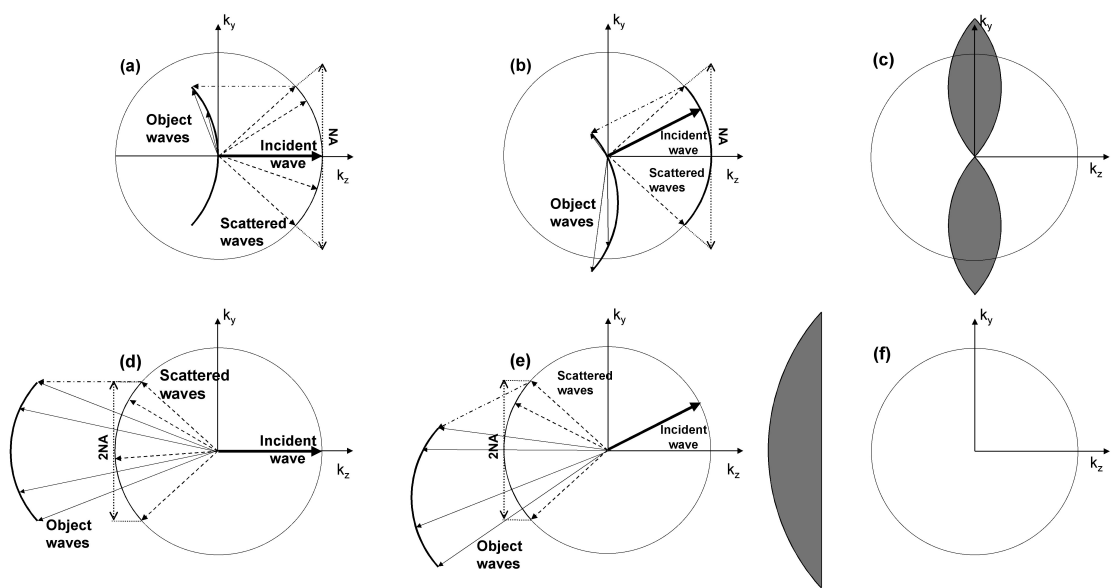 k_y
(a)
Object
waves
Incident
wave
NA
k_z
Scattered
waves
k_y
(b)
Incident
wave
NA
k_z
Scattered
waves
Object
waves
k_y
(c)
k_z
k_y
(d)
Scattered
waves
2NA
Incident
wave
k_z
Object
waves
k_y
(e)
Scattered
waves
2NA
Incident
wave
k_z
Object
waves
k_y
(f)
k_z